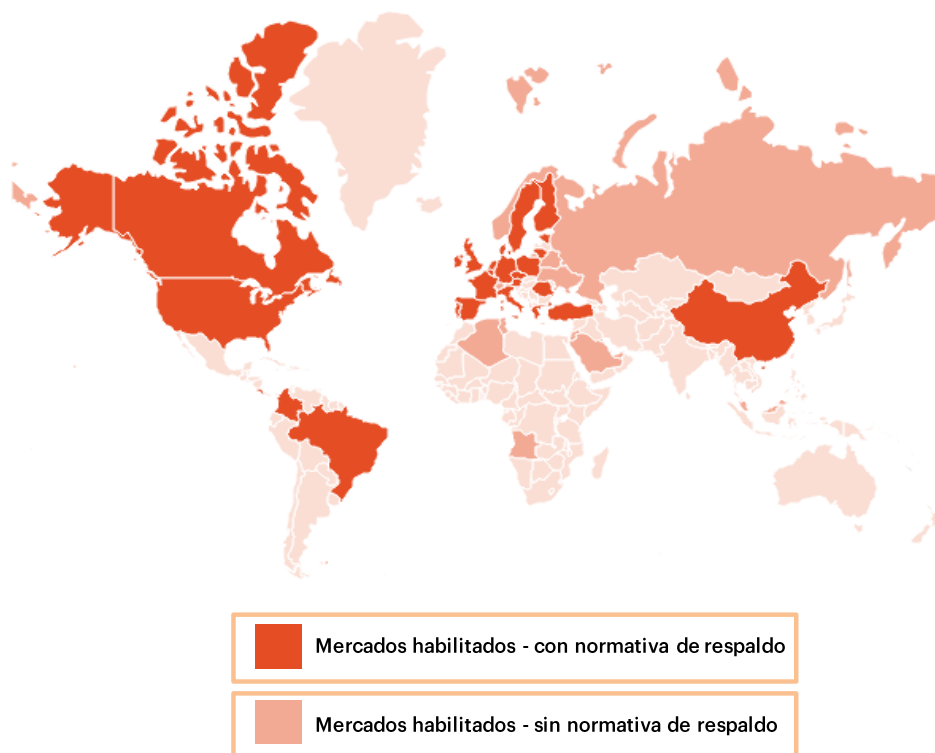 Mercados habilitados - con normativa de respaldo
Mercados habilitados - sin normativa de respaldo